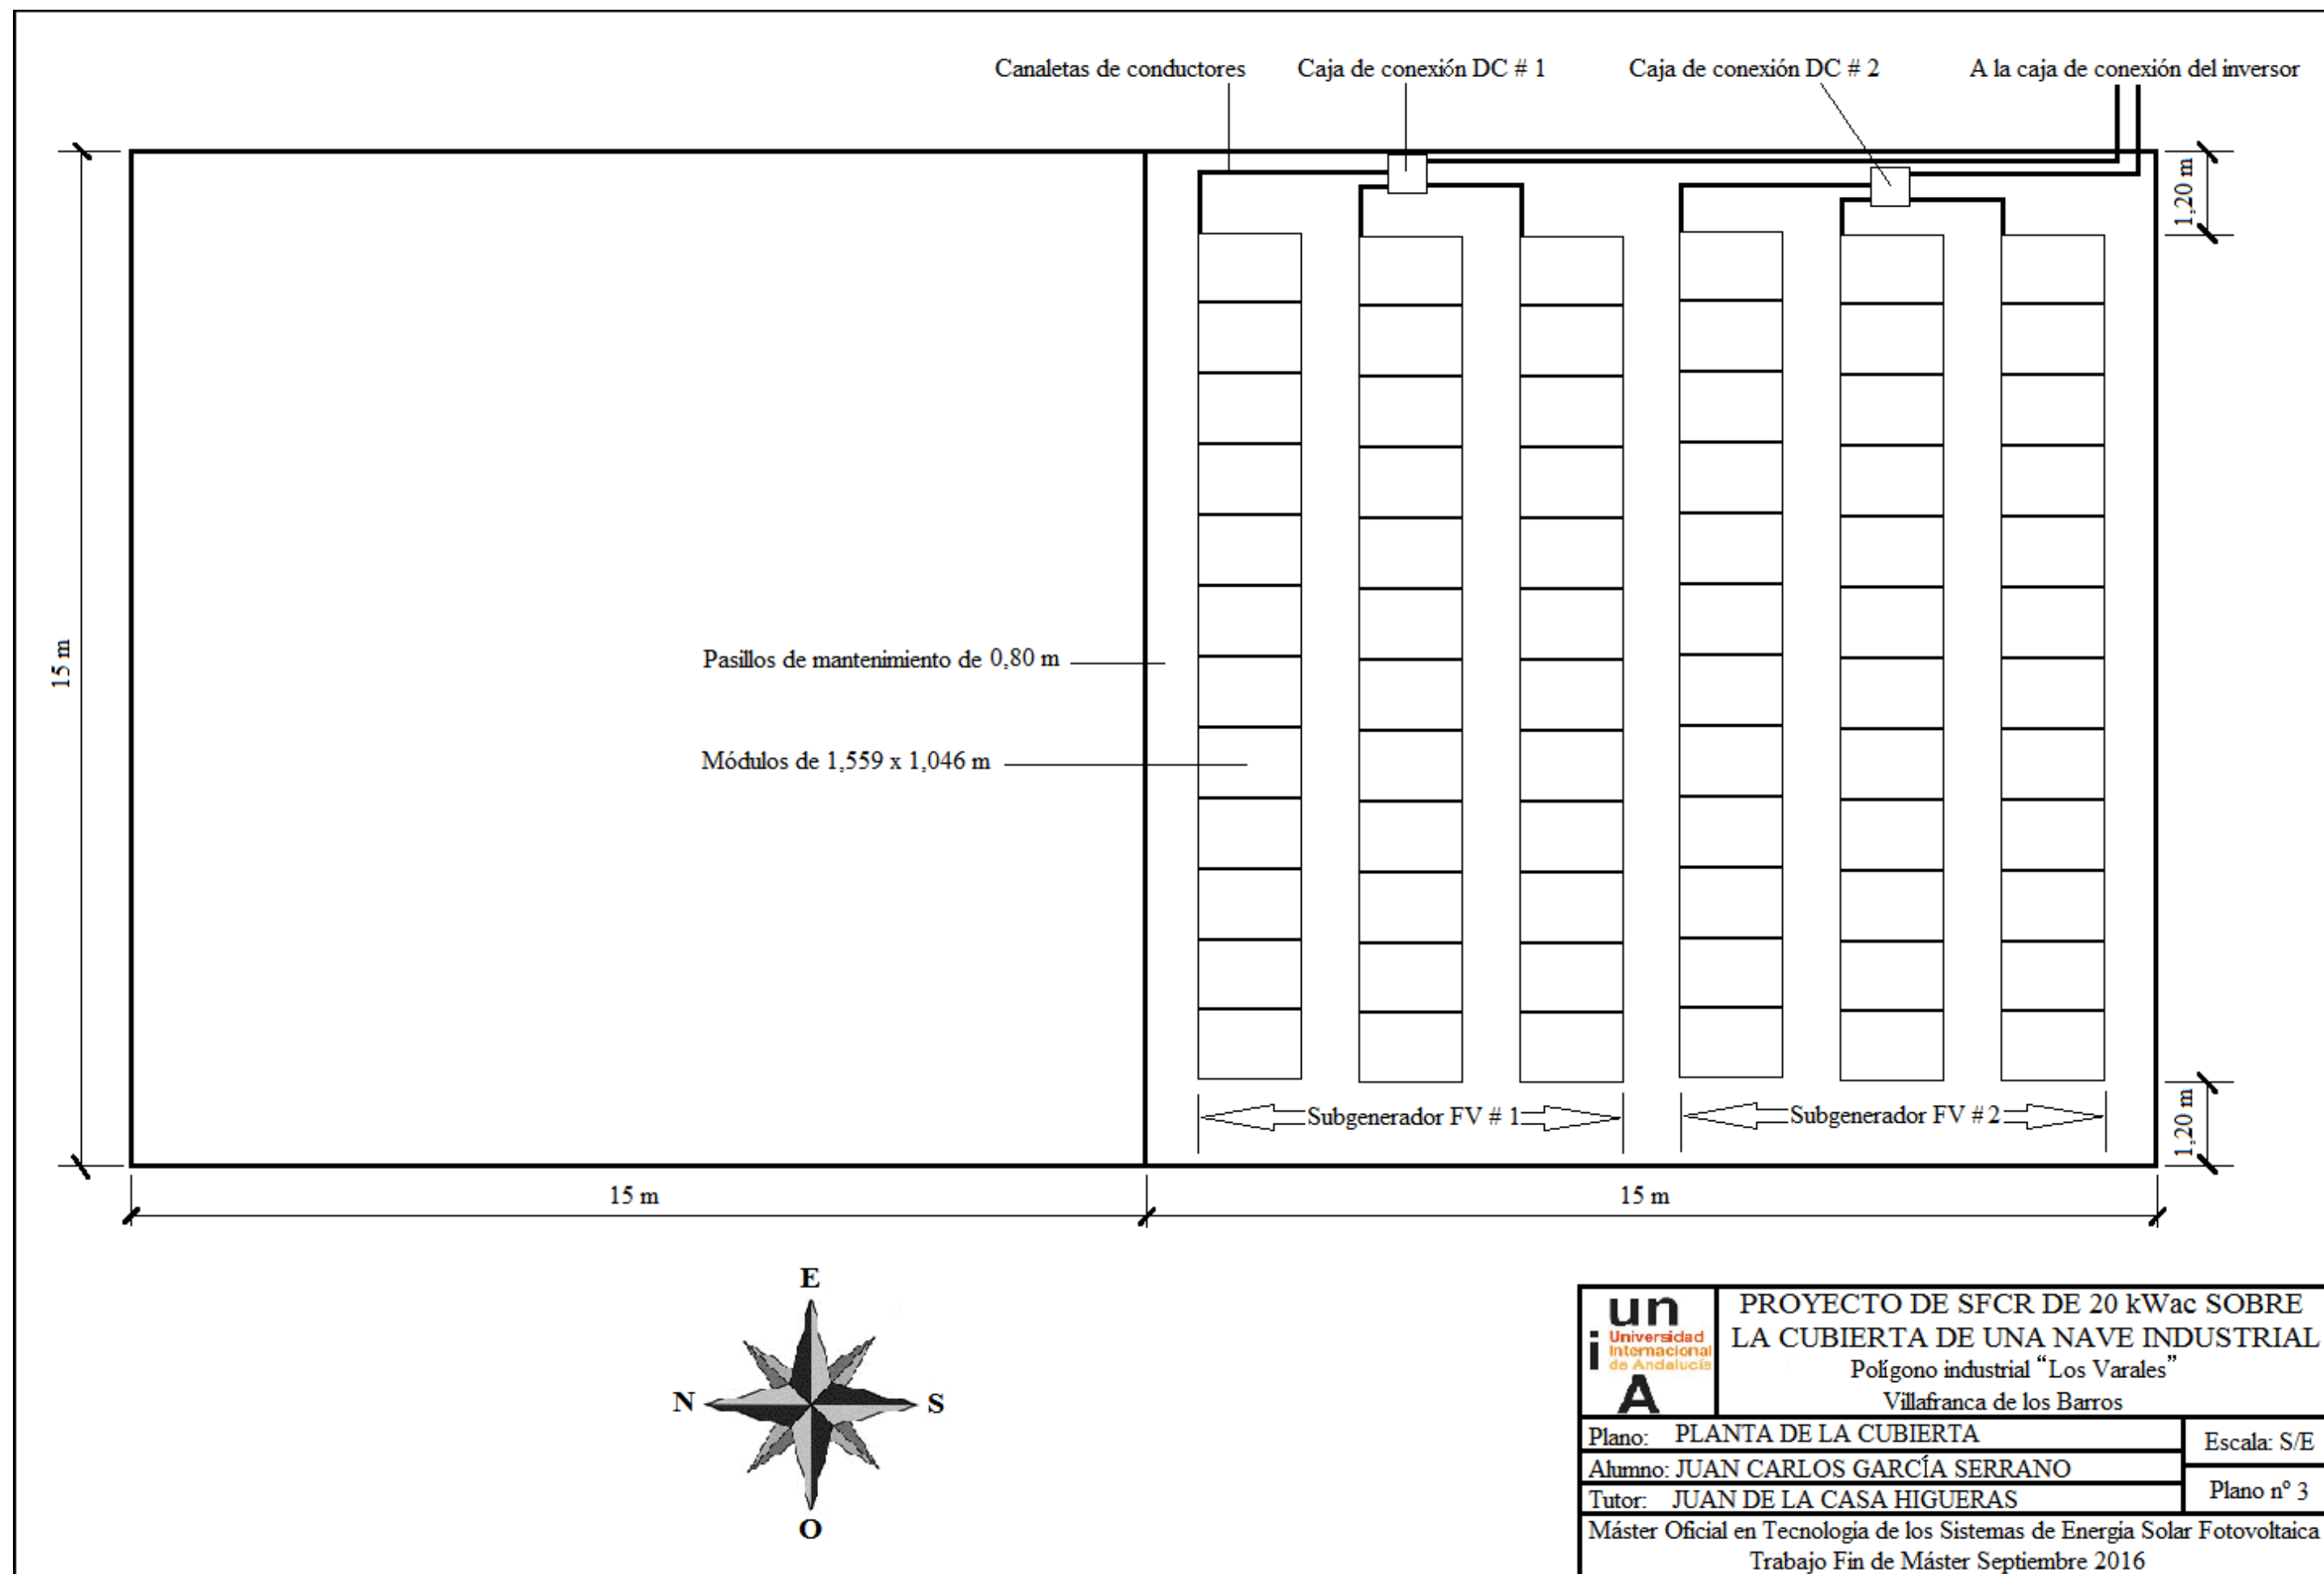 Canaletas de conductores
Caja de conexión DC # 1
Caja de conexión DC # 2
A la caja de conexión del inversor
1,20 m
15 m
Pasillos de mantenimiento de 0,80 m
Módulos de 1,559 x 1,046 m
Subgenerador FV # 1
Subgenerador FV # 2
1,20 m
15 m
15 m
E
N
S
O
un
i
Universidad
Internacional
de Andalucía
A
PROYECTO DE SFCR DE 20 kWac SOBRE
LA CUBIERTA DE UNA NAVE INDUSTRIAL
Polígono industrial “Los Varales”
Villafranca de los Barros
Plano: PLANTA DE LA CUBIERTA
Escala: S/E
Alumno: JUAN CARLOS GARCÍA SERRANO
Plano nº 3
Tutor: JUAN DE LA CASA HIGUERAS
Máster Oficial en Tecnologia de los Sistemas de Energia Solar Fotovoltaica
Trabajo Fin de Máster Septiembre 2016